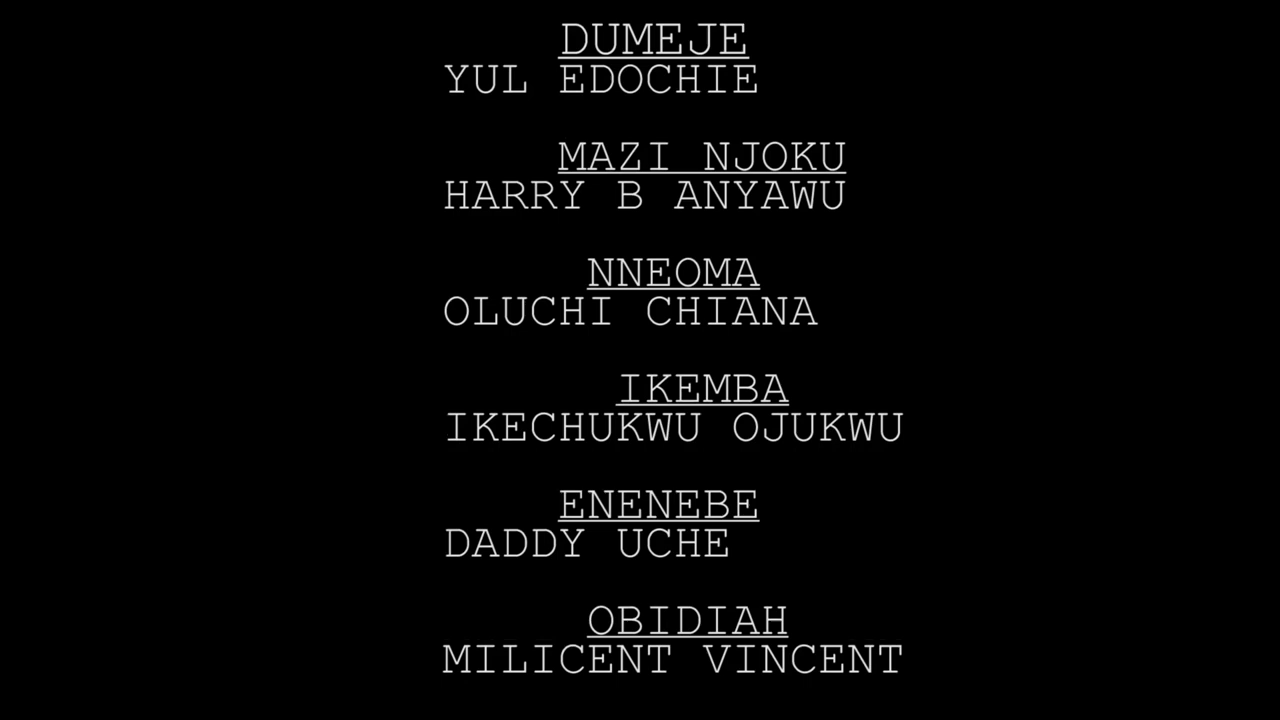 DUMEJE
YUL EDOCHIE
MAZI NJOKU
HARRY B ANYAWU
NNEOMA
OLUCHI CHIANA
IKEMBA
IKECHUKWU OJUKWU
ENENEBE
DADDY UCHE
OBIDIAH
MILICENT VINCENT